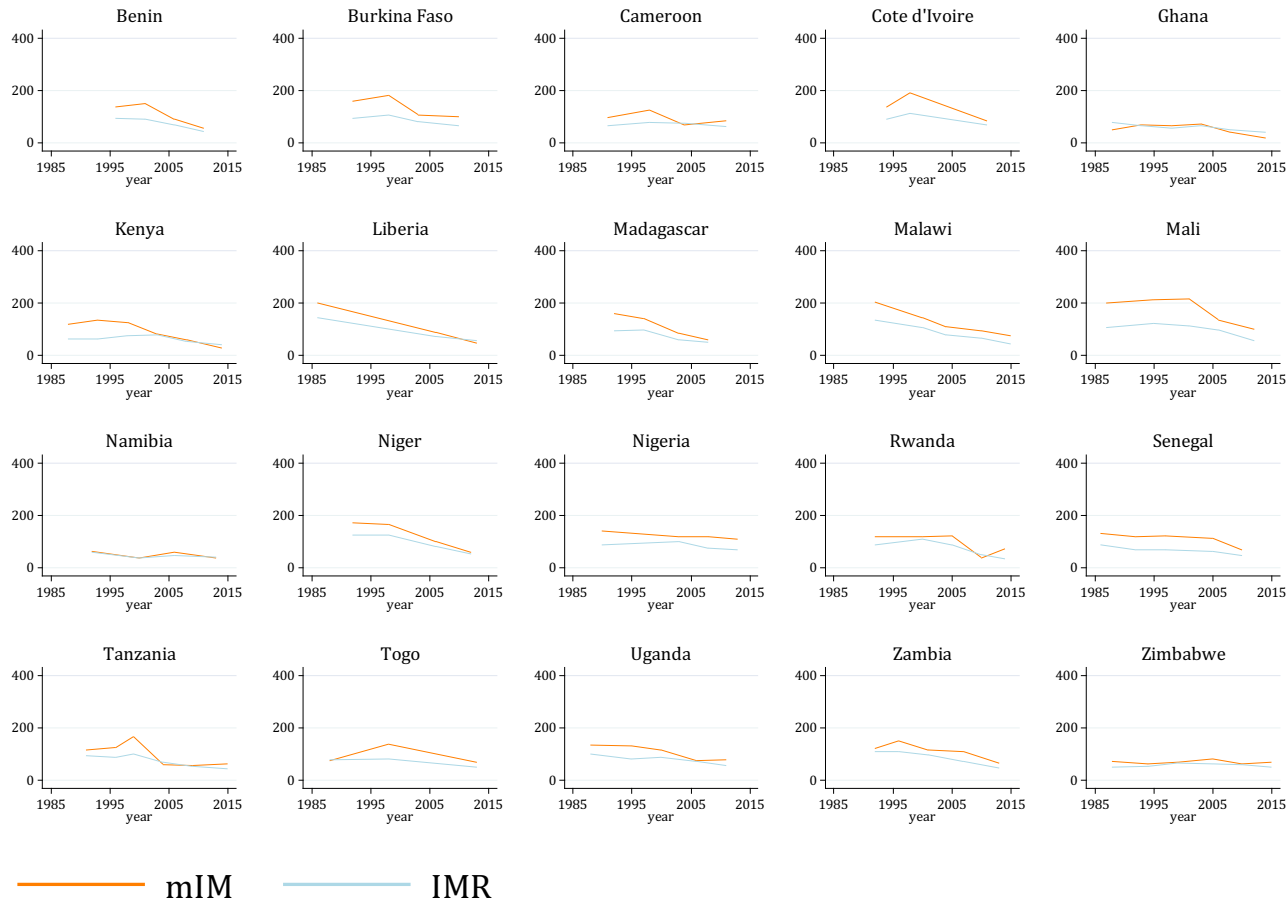 Benin Burkina Faso Cameroon Cote d'Ivoire Ghana
400 400 400 400 400
200 200 200 200 200
0 0 0 0 0
1985 1995 2005 2015 1985 1995 2005 2015 1985 1995 2005 2015 1985 1995 2005 2015 1985 1995 2005 2015
year year year year year
Kenya Liberia Madagascar Malawi Mali
400 400 400 400 400
200 200 200 200 200
0 0 0 0 0
1985 1995 2005 2015 1985 1995 2005 2015 1985 1995 2005 2015 1985 1995 2005 2015 1985 1995 2005 2015
year year year year year
Namibia Niger Nigeria Rwanda Senegal
400 400 400 400 400
200 200 200 200 200
0 0 0 0 0
1985 1995 2005 2015 1985 1995 2005 2015 1985 1995 2005 2015 1985 1995 2005 2015 1985 1995 2005 2015
year year year year year
Tanzania Togo Uganda Zambia Zimbabwe
400 400 400 400 400
200 200 200 200 200
0 0 0 0 0
1985 1995 2005 2015 1985 1995 2005 2015 1985 1995 2005 2015 1985 1995 2005 2015 1985 1995 2005 2015
year year year year year
mIM IMR